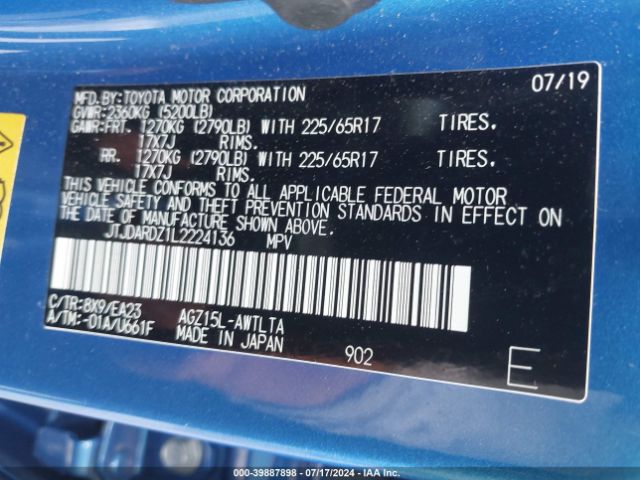 07/19
MFD.BY:TOYOTA MOTOR CORPORATION
GVWR:2360KG (5200LB)
GAWR:FRT. 1270KG (2790LB) WITH 225/65R17 TIRES,
17X7J RIMS.
RR. 1270KG (2790LB) WITH 225/65R17 TIRES,
17X7J RIMS.
THIS VEHICLE CONFORMS TO ALL APPLICABLE FEDERAL MOTOR
VEHICLE SAFETY AND THEFT PREVENTION STANDARDS IN EFFECT ON
THE DATE OF MANUFACTURE SHOWN ABOVE.
JTJDARDZ1L2224136 MPV
C/TR:8X9/EA23 AGZ15L-AWTLTA
A/TM:-01A/U661F MADE IN JAPAN
902
E
000-39887898 - 07/17/2024 - IAA Inc.